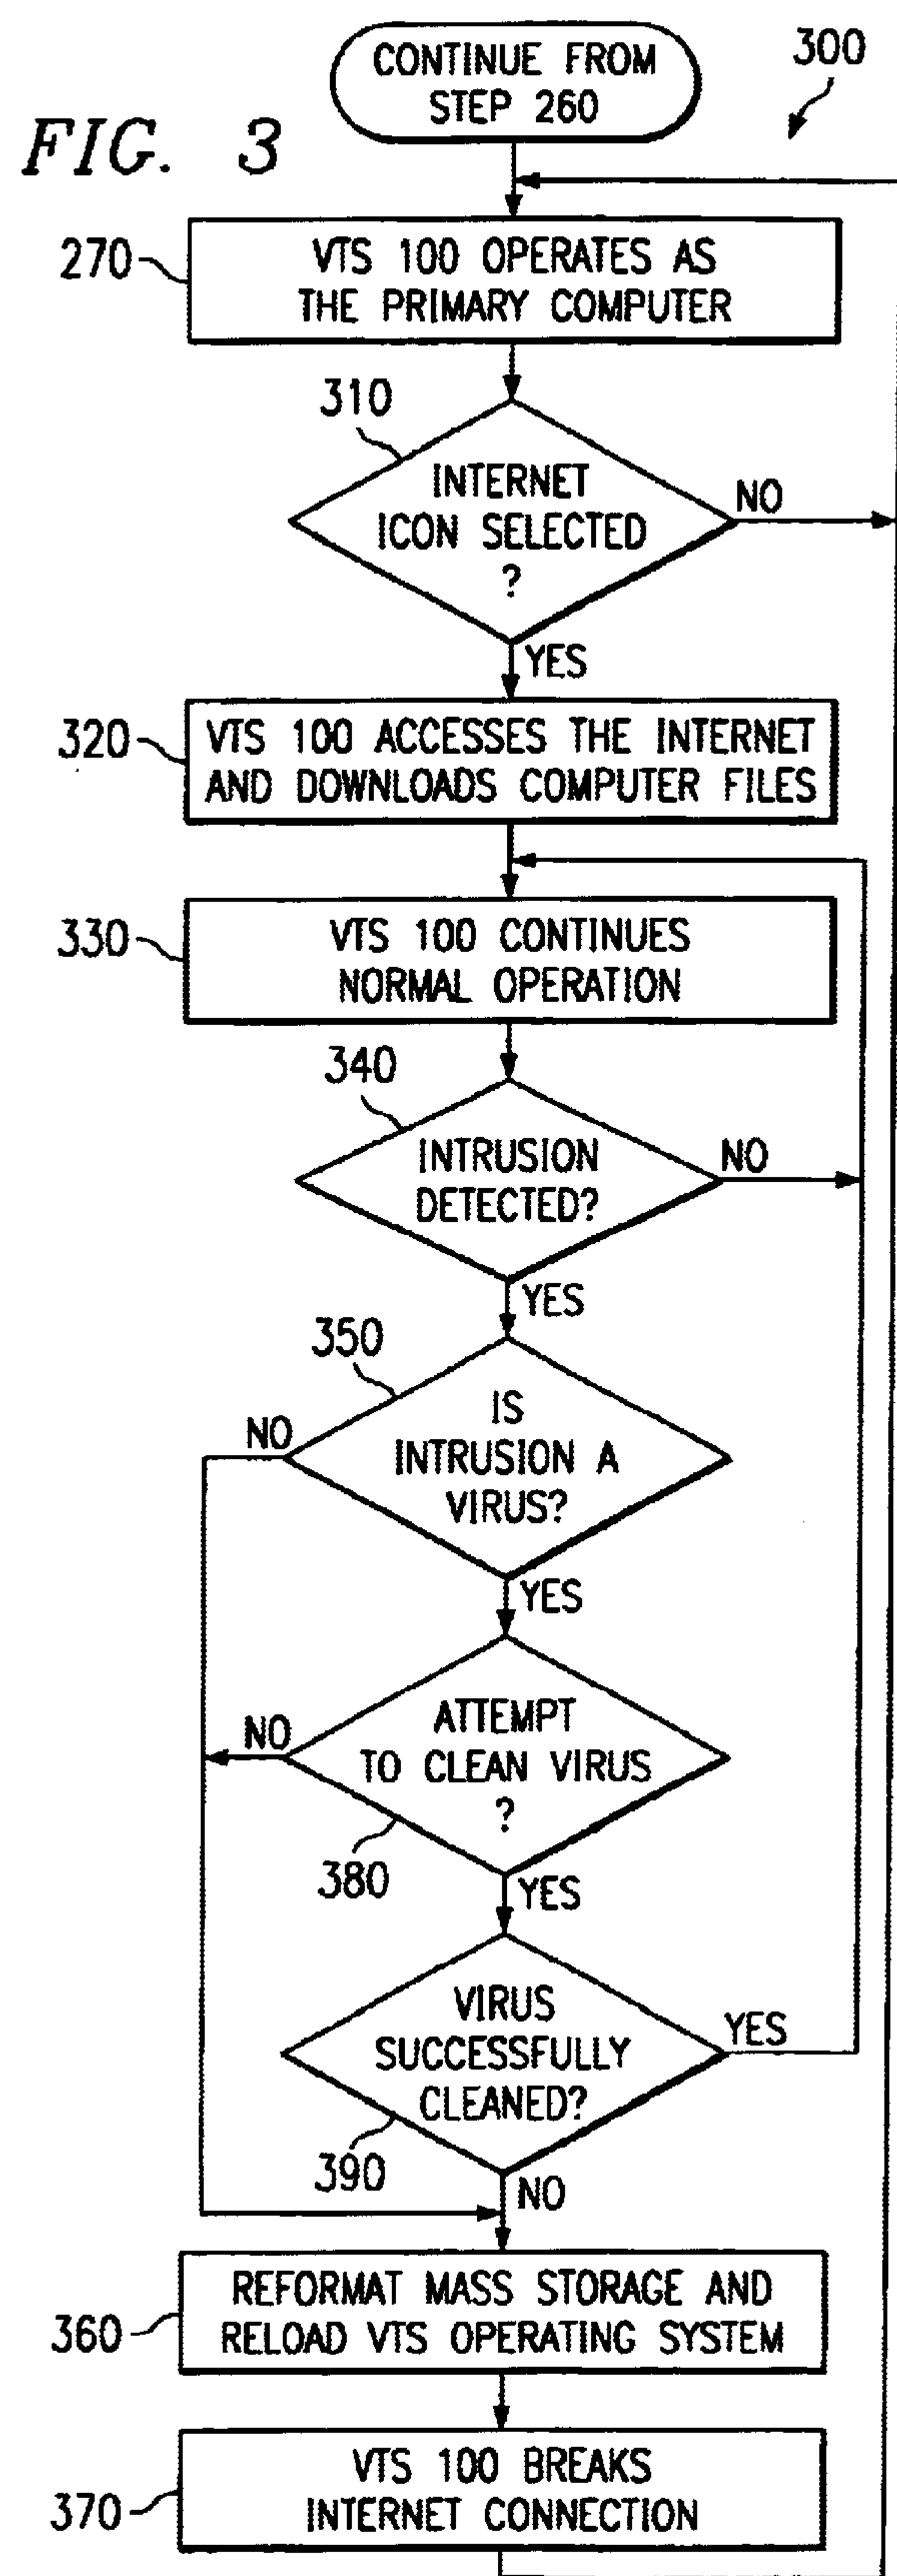 CONTINUE FROM
STEP 260
300
FIG. 3
270
VTS 100 OPERATES AS
THE PRIMARY COMPUTER
310
INTERNET
ICON SELECTED
?
NO
YES
320
VTS 100 ACCESSES THE INTERNET
AND DOWNLOADS COMPUTER FILES
330
VTS 100 CONTINUES
NORMAL OPERATION
340
INTRUSION
DETECTED?
NO
YES
350
IS
INTRUSION A
VIRUS?
NO
YES
ATTEMPT
TO CLEAN VIRUS
?
NO
380
YES
VIRUS
SUCCESSFULLY
CLEANED?
YES
390
NO
360
REFORMAT MASS STORAGE AND
RELOAD VTS OPERATING SYSTEM
370
VTS 100 BREAKS
INTERNET CONNECTION